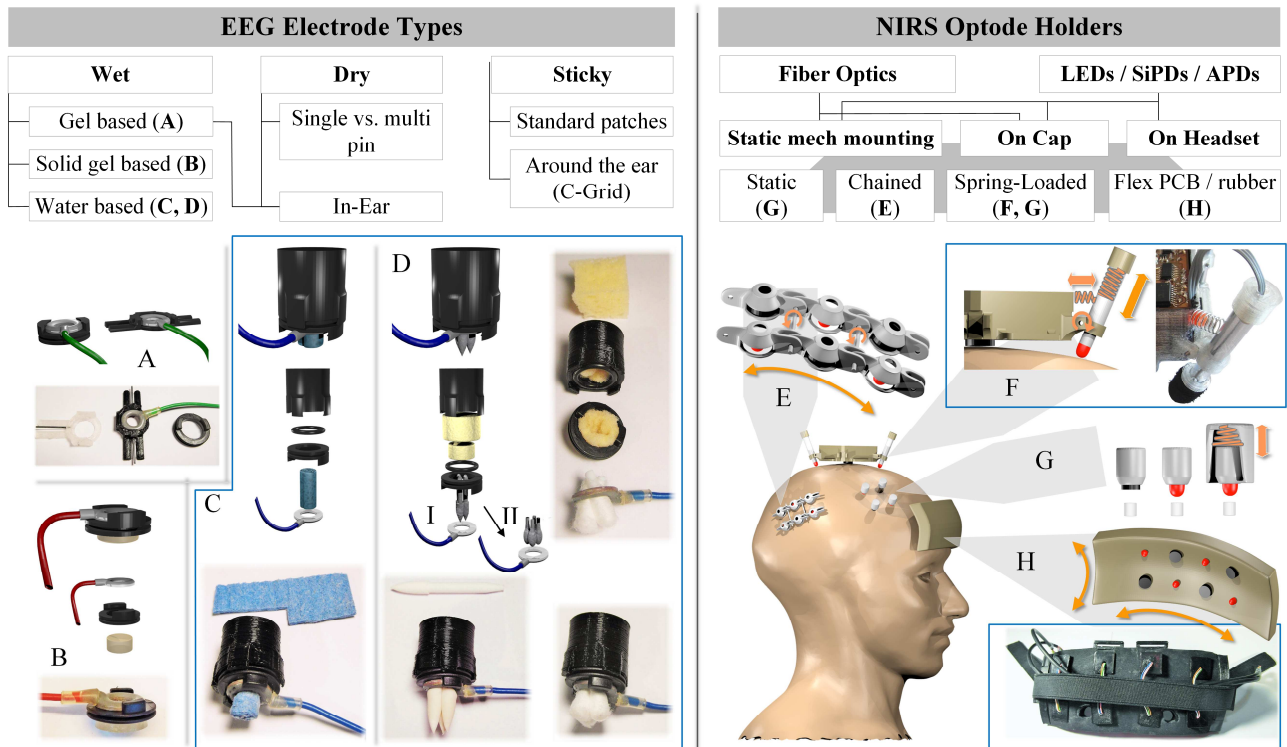 EEG Electrode Types
Wet
Dry
Sticky
Gel based (A)
Solid gel based (B)
Water based (C, D)
Single vs. multi
pin
In-Ear
Standard patches
Around the ear
(C-Grid)
A
B
C
D
I
II
NIRS Optode Holders
Fiber Optics
LEDs / SiPDs / APDs
Static mech mounting
On Cap
On Headset
Static
(G)
Chained
(E)
Spring-Loaded
(F, G)
Flex PCB / rubber
(H)
E
F
G
H